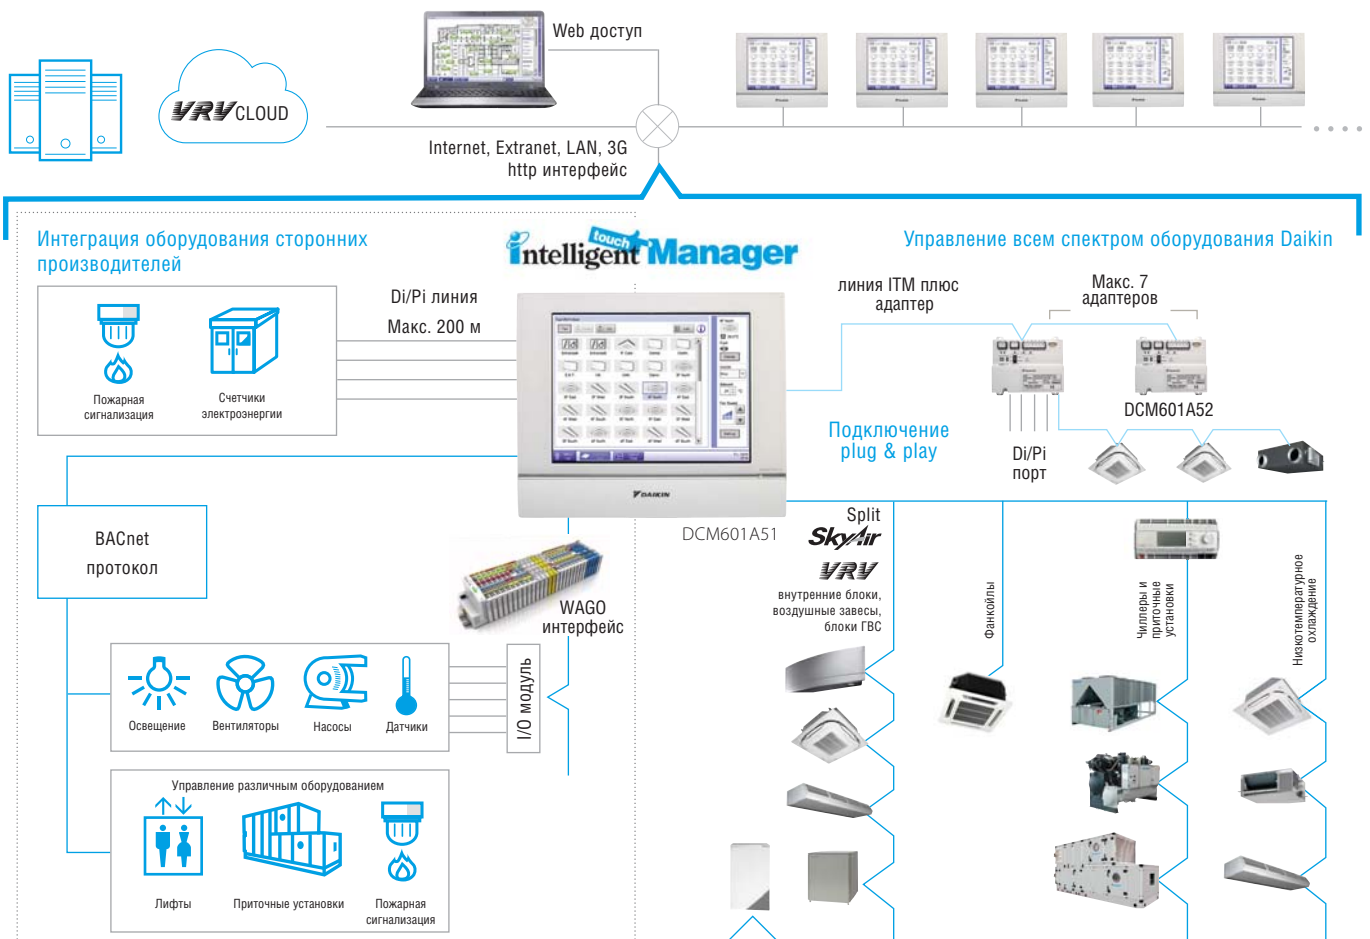 Web доступ
VRV CLOUD
Internet, Extranet, LAN, 3G
http интерфейс
DAIKIN
Интеграция оборудования сторонних
производителей
intelligent touch Manager
Управление всем спектром оборудования Daikin
Di/Pi линия
Макс. 200 м
Пожарная
сигнализация
Счетчики
электроэнергии
линия ITM плюс
адаптер
Макс. 7
адаптеров
DCM601A52
Подключение
plug & play
Di/Pi
порт
DAIKIN
DCM601A51
BACnet
протокол
WAGO
интерфейс
Split
SkyAir
VRV
внутренние блоки,
воздушные завесы,
блоки ГВС
Фанкойлы
Чиллеры и
приточные
установки
Низкотемпературное
охлаждение
Освещение
Вентиляторы
Насосы
Датчики
I/O модуль
Управление различным оборудованием
Лифты
Приточные установки
Пожарная
сигнализация